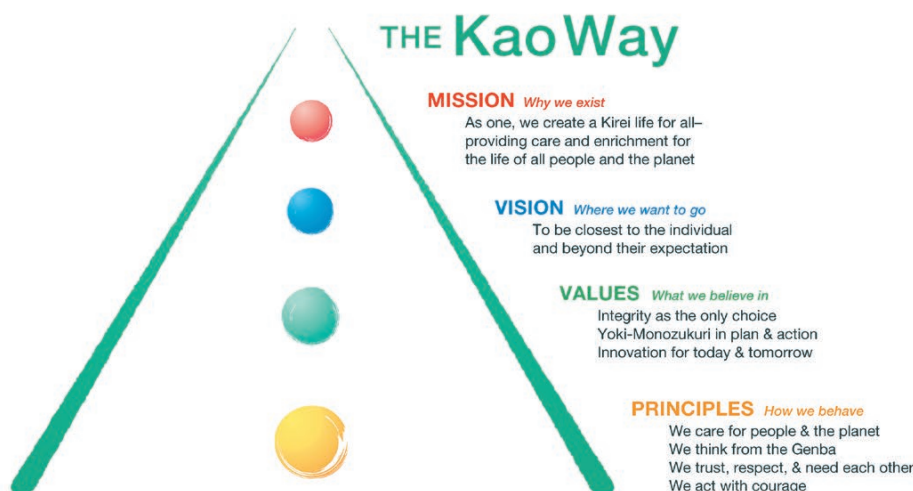 THE Kao Way
MISSION Why we exist
As one, we create a Kirei life for all–
providing care and enrichment for
the life of all people and the planet
VISION Where we want to go
To be closest to the individual
and beyond their expectation
VALUES What we believe in
Integrity as the only choice
Yoki-Monozukuri in plan & action
Innovation for today & tomorrow
PRINCIPLES How we behave
We care for people & the planet
We think from the Genba
We trust, respect, & need each other
We act with courage